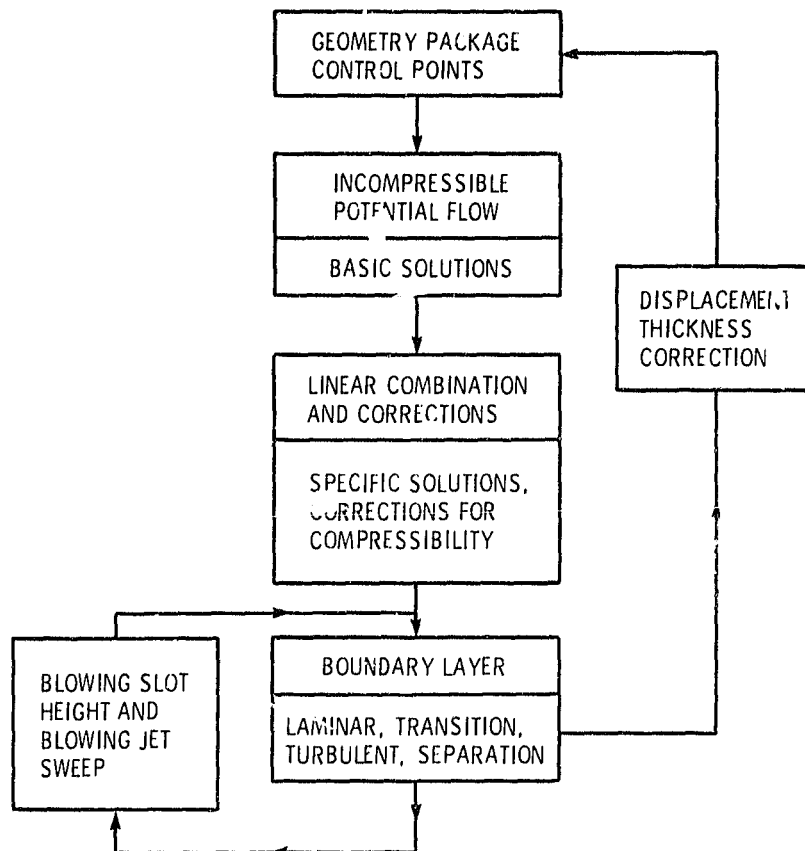 GEOMETRY PACKAGE
CONTROL POINTS
INCOMPRESSIBLE
POTENTIAL FLOW
BASIC SOLUTIONS
DISPLACEMENT
THICKNESS
CORRECTION
LINEAR COMBINATION
AND CORRECTIONS
SPECIFIC SOLUTIONS,
CORRECTIONS FOR
COMPRESSIBILITY
BLOWING SLOT
HEIGHT AND
BLOWING JET
SWEEP
BOUNDARY LAYER
LAMINAR, TRANSITION,
TURBULENT, SEPARATION